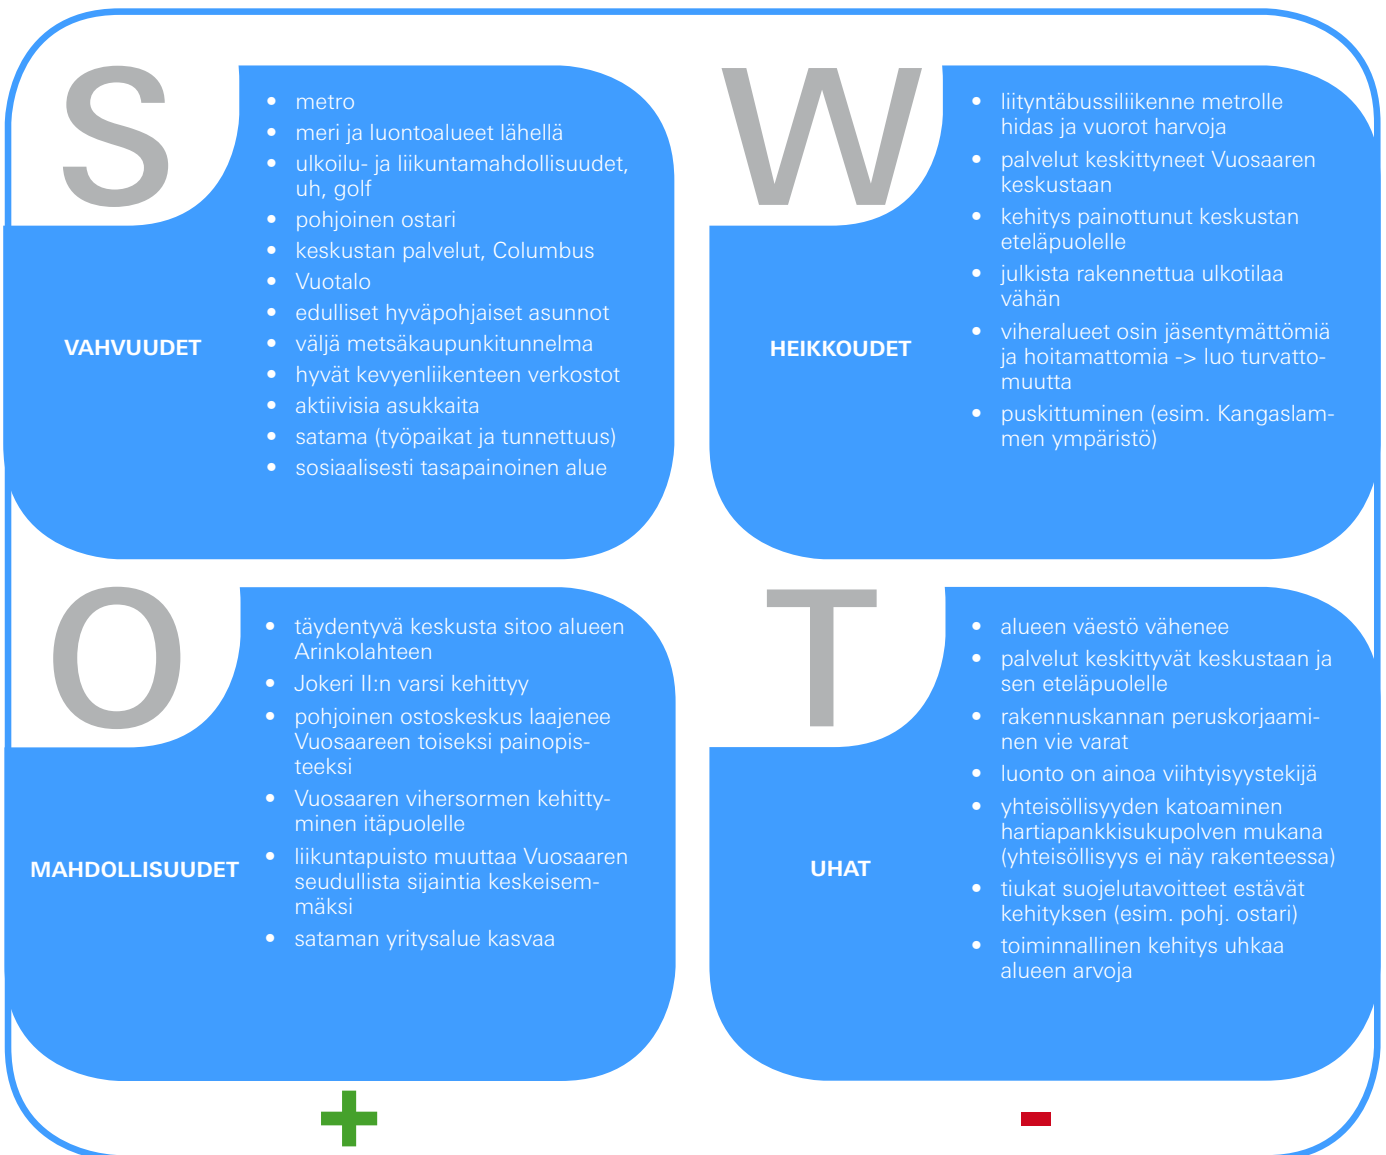 S
• metro
• meri ja luontoalueet lähellä
• ulkoilu- ja liikuntamahdollisuudet,
uh, golf
• pohjoinen ostari
• keskustan palvelut, Columbus
• Vuotalo
• edulliset hyväpohjaiset asunnot
• väljä metsäkaupunkitunnelma
• hyvät kevyenliikenteen verkostot
• aktiivisia asukkaita
• satama (työpaikat ja tunnettuus)
• sosiaalisesti tasapainoinen alue
VAHVUUDET
W
• liityntäbussiliikenne metrolle
hidas ja vuorot harvoja
• palvelut keskittyneet Vuosaaren
keskustaan
• kehitys painottunut keskustan
eteläpuolelle
• julkista rakennettua ulkotilaa
vähän
• viheralueet osin jäsentymättömiä
ja hoitamattomia -> luo turvatto-
muutta
• puskittuminen (esim. Kangaslam-
men ympäristö)
HEIKKOUDET
O
• täydentyvä keskusta sitoo alueen
Arinkolahteen
• Jokeri II:n varsi kehittyy
• pohjoinen ostoskeskus laajenee
Vuosaareen toiseksi painopis-
teeksi
• Vuosaaren vihersormen kehitty-
minen itäpuolelle
• liikuntapuisto muuttaa Vuosaaren
seudullista sijaintia keskeisem-
mäksi
• sataman yritysalue kasvaa
MAHDOLLISUUDET
T
• alueen väestö vähenee
• palvelut keskittyvät keskustaan ja
sen eteläpuolelle
• rakennuskannan peruskorjaami-
nen vie varat
• luonto on ainoa viihtyisyystekijä
• yhteisöllisyyden katoaminen
hartiapankkisukupolven mukana
(yhteisöllisyys ei näy rakenteessa)
• tiukat suojelutavoitteet estävät
kehityksen (esim. pohj. ostari)
• toiminnallinen kehitys uhkaa
alueen arvoja
UHAT
+
-